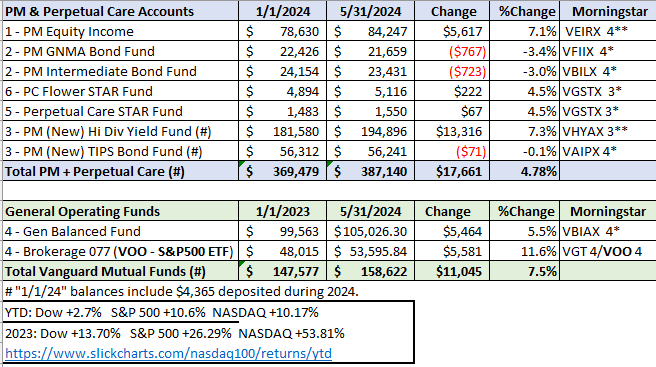 PM & Perpetual Care Accounts 1/1/2024 5/31/2024 Change %Change Morningstar
1 - PM Equity Income $ 78,630 $ 84,247 $5,617 7.1% VEIRX 4**
2 - PM GNMA Bond Fund $ 22,426 $ 21,659 ($767) -3.4% VFIIX 4*
2 - PM Intermediate Bond Fund $ 24,154 $ 23,431 ($723) -3.0% VBILX 4*
6 - PC Flower STAR Fund $ 4,894 $ 5,116 $222 4.5% VGSTX 3*
5 - Perpetual Care STAR Fund $ 1,483 $ 1,550 $67 4.5% VGSTX 3*
3 - PM (New) Hi Div Yield Fund (#) $ 181,580 $ 194,896 $13,316 7.3% VHYAX 3**
3 - PM (New) TIPS Bond Fund (#) $ 56,312 $ 56,241 ($71) -0.1% VAIPX 4*
Total PM + Perpetual Care (#) $ 369,479 $ 387,140 $17,661 4.78%
General Operating Funds 1/1/2023 5/31/2024 Change %Change Morningstar
4 - Gen Balanced Fund $ 99,563 $105,026.30 $5,464 5.5% VBIAX 4*
4 - Brokerage 077 (VOO - S&P500 ETF) $ 48,015 $ 53,595.84 $5,581 11.6% VGT 4/VOO 4
Total Vanguard Mutual Funds (#) $ 147,577 $ 158,622 $11,045 7.5%
# "1/1/24" balances include $4,365 deposited during 2024.
YTD: Dow +2.7% S&P 500 +10.6% NASDAQ +10.17%
2023: Dow +13.70% S&P 500 +26.29% NASDAQ +53.81%
https://www.slickcharts.com/nasdaq100/returns/ytd